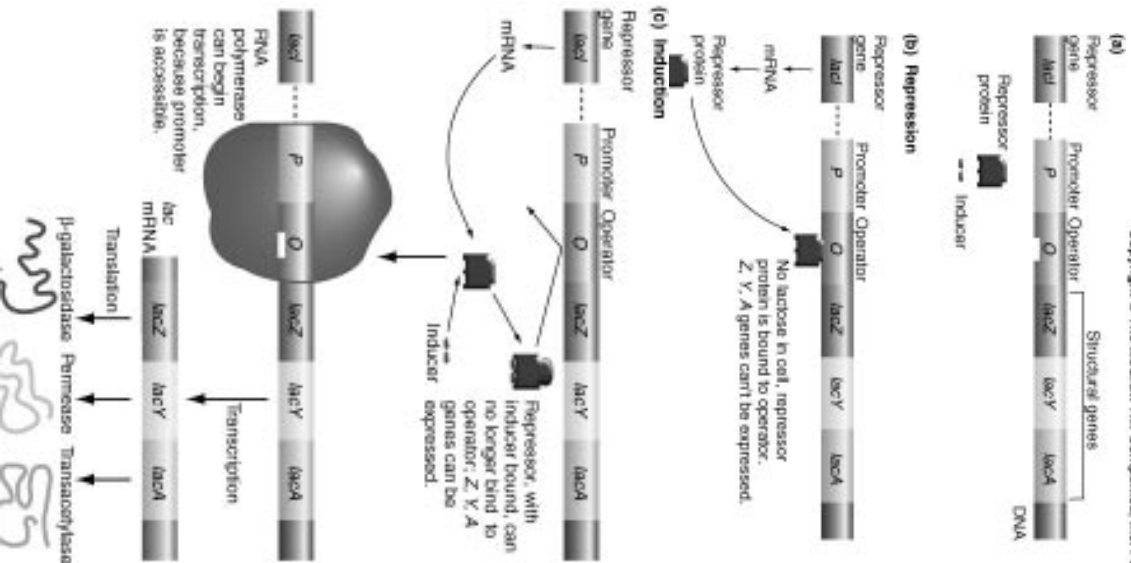 (a)
Repressor
gene
Promoter Operator
Structural genes
lacI
P
O
lacZ
lacY
lacA
DNA
Repressor
protein
Inducer
(b) Repression
Repressor
gene
Promoter Operator
lacI
P
O
lacZ
lacY
lacA
mRNA
Repressor
protein
No lactose in cell, repressor
protein is bound to operator.
Z, Y, A genes can't be expressed.
(c) Induction
Repressor
gene
Promoter Operator
lacI
P
O
lacZ
lacY
lacA
mRNA
Inducer
Repressor, with
inducer bound, can
no longer bind to
operator; Z, Y, A
genes can be
expressed.
lacI
P
O
lacZ
lacY
lacA
RNA
polymerase
can begin
transcription,
because promoter
is accessible.
Transcription
lac
mRNA
lacZ
lacY
lacA
Translation
β-galactosidase
Permease
Transacetylase